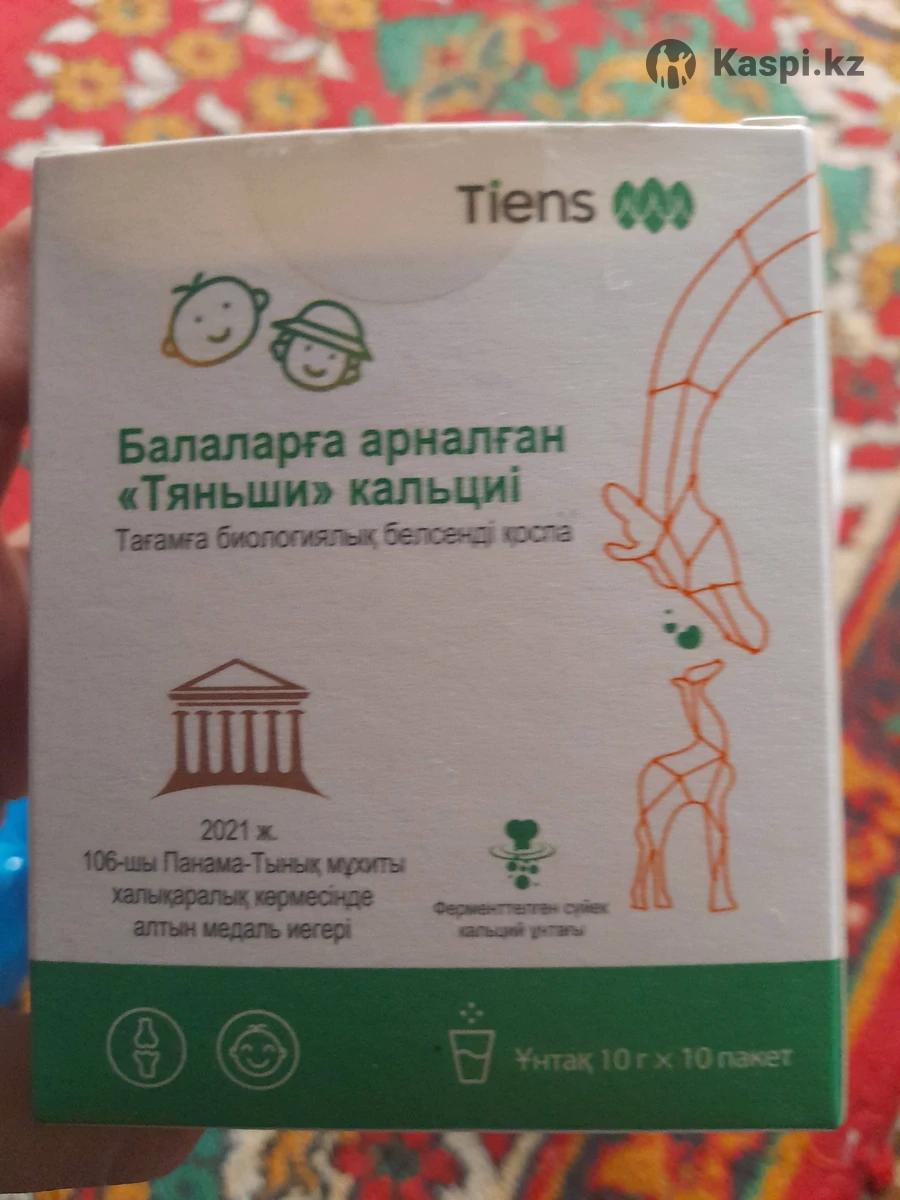 Kaspi.kz
Tiens
Балаларға арналған
«Тяньши» кальциі
Тағамға биологиялық белсенді қоспа
2021 ж.
106-шы Панама-Тынық мұхиты
халықаралық көрмесінде
алтын медаль иегері
Ферменттелген сүйек
кальций ұнтағы
Ұнтақ 10 г × 10 пакет